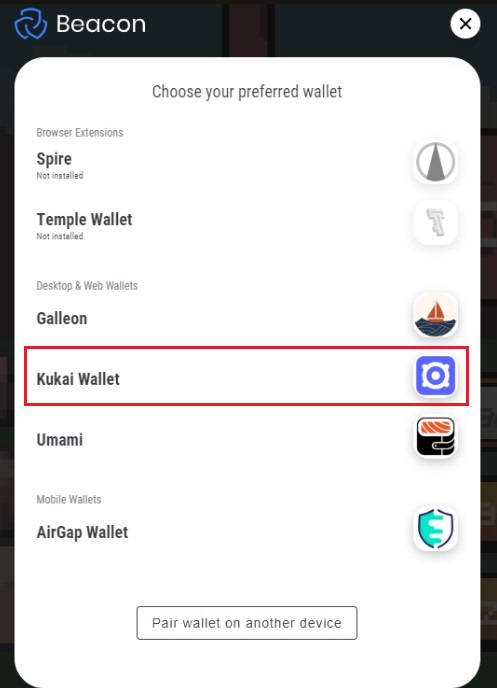 Beacon
Choose your preferred wallet
Browser Extensions
Spire
Not installed
Temple Wallet
Not installed
Desktop & Web Wallets
Galleon
Kukai Wallet
Umami
Mobile Wallets
AirGap Wallet
Pair wallet on another device